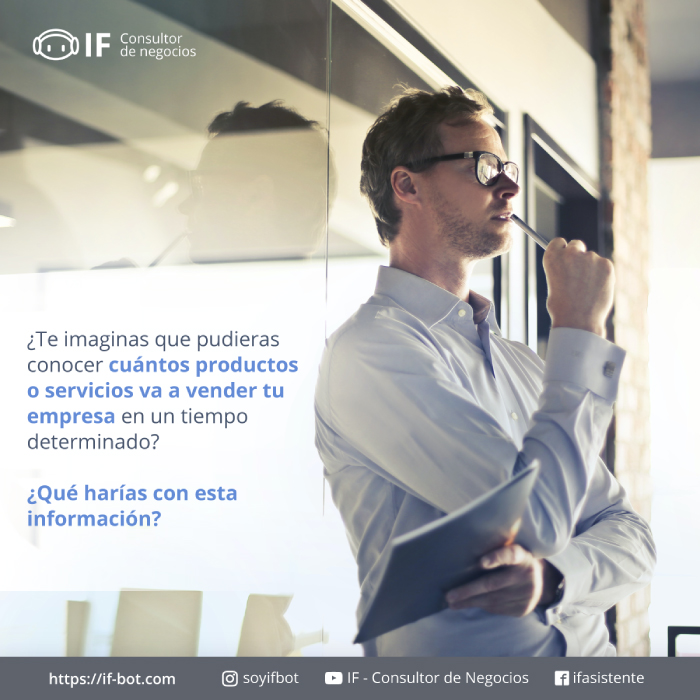 IF Consultor
de negocios
¿Te imaginas que pudieras
conocer cuántos productos
o servicios va a vender tu
empresa en un tiempo
determinado?
¿Qué harías con esta
información?
https://if-bot.com soyifbot IF - Consultor de Negocios ifasistente